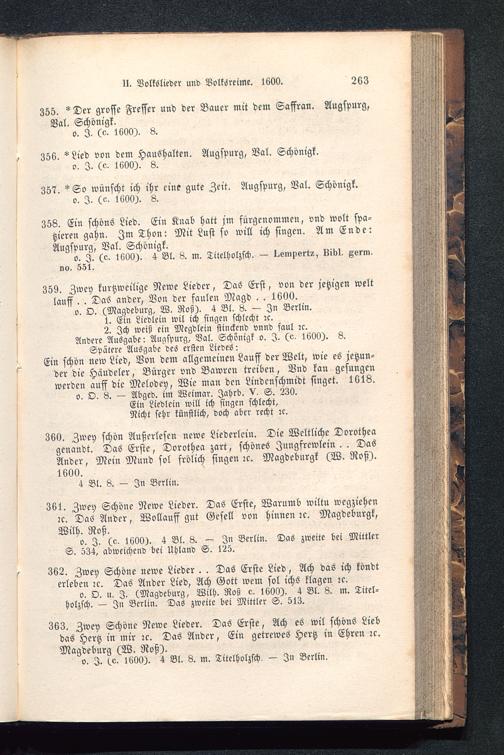 II. Volkslieder und Volksreime. 1600. 263
355. *Der grosse Fresser und der Bauer mit dem Saffran. Augspurg,
Val. Schönigk.
o. J. (c. 1600). 8.
356. *Lied von dem Haushalten. Augspurg, Val. Schönigk.
o. J. (c. 1600). 8.
357. *So wünscht ich ihr eine gute Zeit. Augspurg, Val. Schönigk.
o. J. (c. 1600). 8.
358. Ein schöns Lied. Ein Knab hatt jm fürgenommen, vnd wolt spa-
tzieren gahn. Im Thon: Mit Lust so will ich singen. Am Ende:
Augspurg, Val. Schönigk.
o. J. (c. 1600). 4 Bl. 8. m. Titelholzsch. — Lempertz, Bibl. germ.
no. 551.
359. Zwey kurtzweilige Newe Lieder, Das Erst, von der jetzigen welt
lauff . . Das ander, Von der faulen Magd . . 1600.
o. O. (Magdeburg, W. Roß). 4 Bl. 8. — In Berlin.
1. Ein Liedlein wil ich singen schlecht ꝛc.
2. Ich weiß ein Megdlein stinckend vnnd faul ꝛc.
Andere Ausgabe: Augspurg, Val. Schönigk o. J. (c. 1600). 8.
Spätere Ausgabe des ersten Liedes:
Ein schön new Lied, Von dem allgemeinen Lauff der Welt, wie es jetzun-
der die Häudeler, Bürger vnd Bawren treiben, Vnd kan gesungen
werden auff die Melodey, Wie man den Lindenschmidt singet. 1618.
o. O. 8. — Abged. im Weimar. Jahrb. V. S. 230.
Ein Liedlein will ich singen schlecht,
Nicht sehr künstlich, doch aber recht ꝛc.
360. Zwey schön Außerlesen newe Liederlein. Die Weltliche Dorothea
genandt. Das Erste, Dorothea zart, schönes Jungfrewlein . . Das
Ander, Mein Mund sol frölich singen ꝛc. Magdeburgk (W. Roß).
1600.
4 Bl. 8. — In Berlin.
361. Zwey Schöne Newe Lieder. Das Erste, Warumb wiltu wegziehen
ꝛc. Das Ander, Wollauff gut Gesell von hinnen ꝛc. Magdeburgk,
Wilh. Roß.
o. J. (c. 1600). 4 Bl. 8. — In Berlin. Das zweite bei Mittler
S. 534, abweichend bei Uhland S. 125.
362. Zwey Schöne newe Lieder . . Das Erste Lied, Ach das ich köndt
erleben ꝛc. Das Ander Lied, Ach Gott wem sol ichs klagen ꝛc.
o. O. u. J. (Magdeburg, Wilh. Roß c. 1600). 4 Bl. 8. m. Titel-
holzsch. — In Berlin. Das zweite bei Mittler S. 513.
363. Zwey Schöne Newe Lieder. Das Erste, Ach es wil schöns Lieb
das Hertz in mir ꝛc. Das Ander, Ein getrewes Hertz in Ehren ꝛc.
Magdeburg (W. Roß).
o. J. (c. 1600). 4 Bl. 8. m. Titelholzsch. — In Berlin.